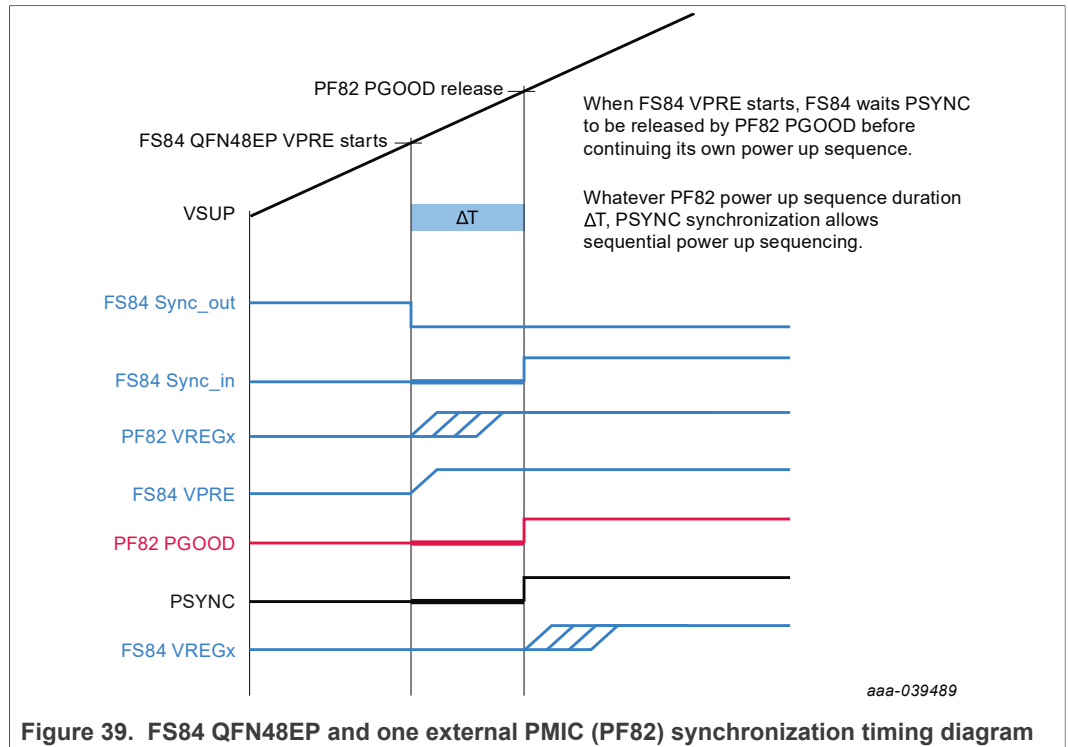 PF82 PGOOD release
When FS84 VPRE starts, FS84 waits PSYNC
to be released by PF82 PGOOD before
continuing its own power up sequence.
FS84 QFN48EP VPRE starts
Whatever PF82 power up sequence duration
ΔT, PSYNC synchronization allows
sequential power up sequencing.
VSUP
ΔT
FS84 Sync_out
FS84 Sync_in
PF82 VREGx
FS84 VPRE
PF82 PGOOD
PSYNC
FS84 VREGx
aaa-039489
Figure 39. FS84 QFN48EP and one external PMIC (PF82) synchronization timing diagram